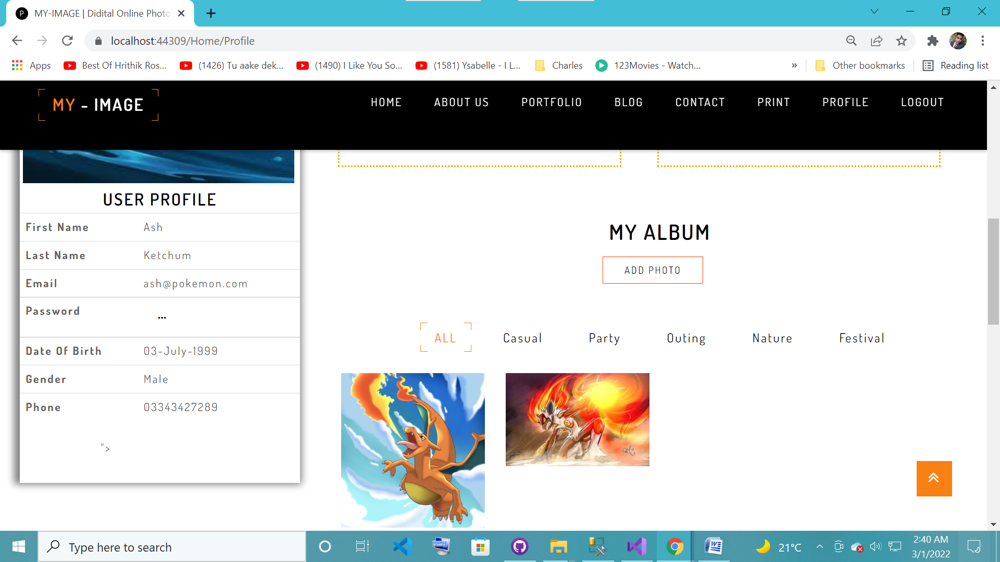 MY-IMAGE | Didital Online Photo
localhost:44309/Home/Profile
Apps Best Of Hrithik Ros... (1426) Tu aake dek... (1490) I Like You So... (1581) Ysabelle - I L... Charles 123Movies - Watch... » Other bookmarks Reading list
MY - IMAGE HOME ABOUT US PORTFOLIO BLOG CONTACT PRINT PROFILE LOGOUT
USER PROFILE
First Name Ash
Last Name Ketchum
Email ash@pokemon.com
Password ...
Date Of Birth 03-July-1999
Gender Male
Phone 03343427289
">
MY ALBUM
ADD PHOTO
ALL Casual Party Outing Nature Festival
Type here to search
21°C
2:40 AM
3/1/2022